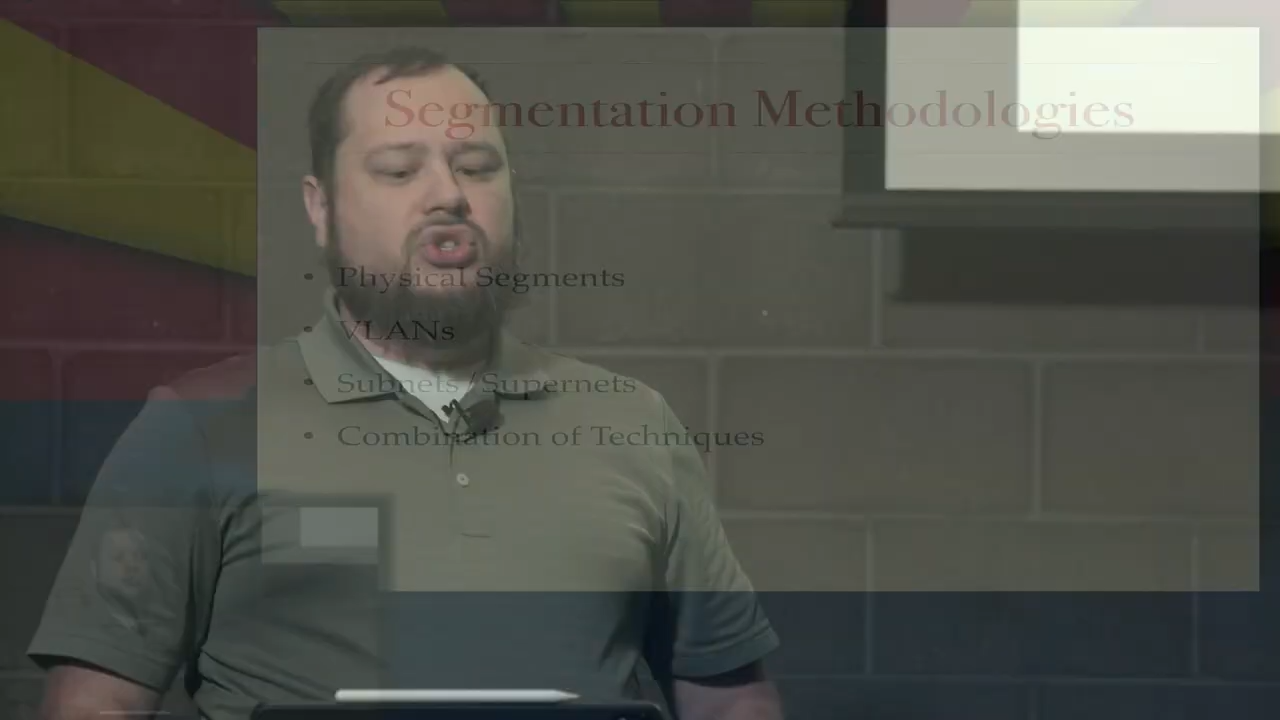 Segmentation Methodologies
• Physical Segments
• VLANs
• Subnets / Supernets
• Combination of Techniques